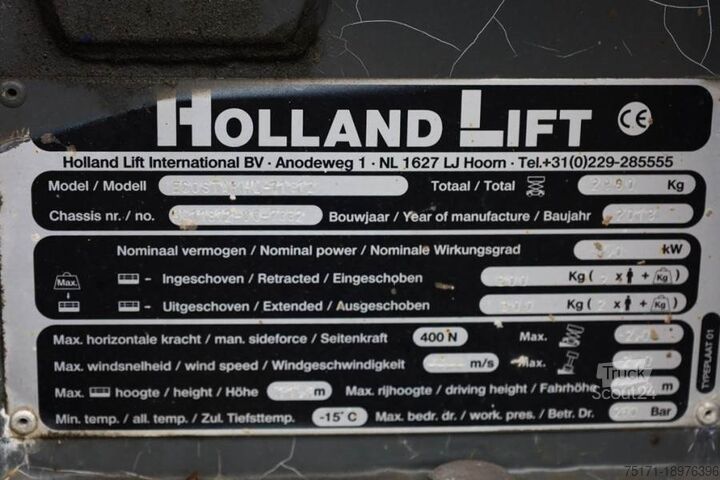 HOLLAND LIFT CE
Holland Lift International BV · Anodeweg 1 · NL 1627 LJ Hoorn · Tel.+31(0)229-285555
Model / Modell Totaal / Total Kg
Chassis nr. / no. Bouwjaar / Year of manufacture / Baujahr
Nominaal vermogen / Nominal power / Nominale Wirkungsgrad kW
Max. Ingeschoven / Retracted / Eingeschoben Kg ( x + Kg )
Uitgeschoven / Extended / Ausgeschoben Kg ( 2 x + Kg )
Max. horizontale kracht / man. sideforce / Seitenkraft 400 N Max.
Max. windsnelheid / wind speed / Windgeschwindigkeit m/s Max.
Max. hoogte / height / Höhe m Max. rijhoogte / driving height / Fahrhöhe m
Min. temp. / all. temp. / Zul. Tiefsttemp. -15°C Max. bedr. dr. / work. pres. / Betr. Dr. Bar
TYPEPLAAT 01
Truck
Scout24
75171-18976396